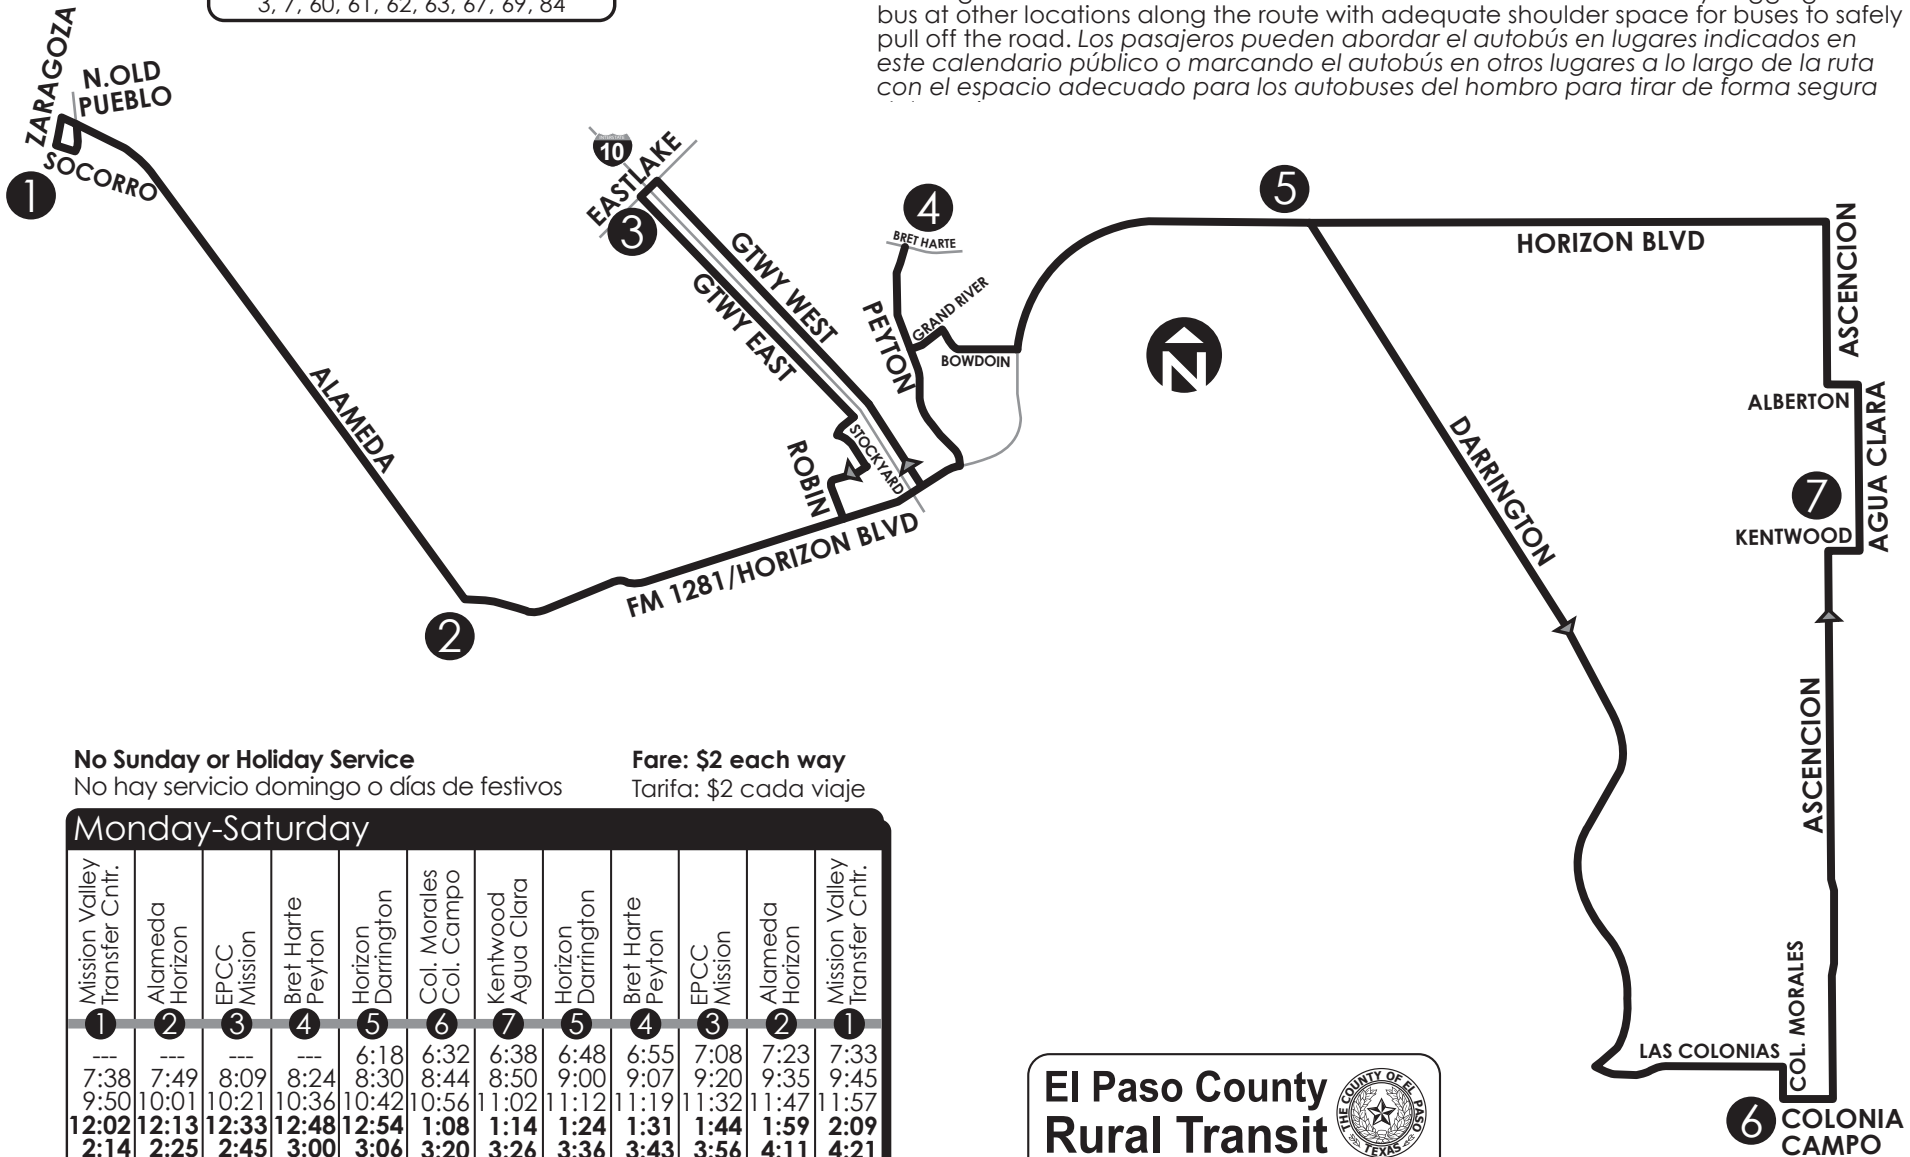 3, 7, 60, 61, 62, 63, 67, 69, 84
bus at other locations along the route with adequate shoulder space for buses to safely
pull off the road. Los pasajeros pueden abordar el autobús en lugares indicados en
este calendario público o marcando el autobús en otros lugares a lo largo de la ruta
con el espacio adecuado para los autobuses del hombro para tirar de forma segura
ZARAGOZA
N.OLD
PUEBLO
SOCORRO
1
10
EASTLAKE
3
GTWY WEST
GTWY EAST
4
BRET HARTE
PEYTON
GRAND RIVER
BOWDOIN
5
HORIZON BLVD
ASCENCION
N
ALAMEDA
ROBIN
STOCKYARD
FM 1281/HORIZON BLVD
2
DARRINGTON
ALBERTON
AGUA CLARA
7
KENTWOOD
ASCENCION
COL. MORALES
LAS COLONIAS
6
COLONIA
CAMPO
No Sunday or Holiday Service
No hay servicio domingo o días de festivos
Fare: $2 each way
Tarifa: $2 cada viaje
Monday-Saturday
Mission Valley
Transfer Cntr.
Alameda
Horizon
EPCC
Mission
Bret Harte
Peyton
Horizon
Darrington
Col. Morales
Col. Campo
Kentwood
Agua Clara
Horizon
Darrington
Bret Harte
Peyton
EPCC
Mission
Alameda
Horizon
Mission Valley
Transfer Cntr.
1 2 3 4 5 6 7 5 4 3 2 1
--- --- --- --- 6:18 6:32 6:38 6:48 6:55 7:08 7:23 7:33
7:38 7:49 8:09 8:24 8:30 8:44 8:50 9:00 9:07 9:20 9:35 9:45
9:50 10:01 10:21 10:36 10:42 10:56 11:02 11:12 11:19 11:32 11:47 11:57
12:02 12:13 12:33 12:48 12:54 1:08 1:14 1:24 1:31 1:44 1:59 2:09
2:14 2:25 2:45 3:00 3:06 3:20 3:26 3:36 3:43 3:56 4:11 4:21
El Paso County
Rural Transit
THE COUNTY OF EL PASO
TEXAS